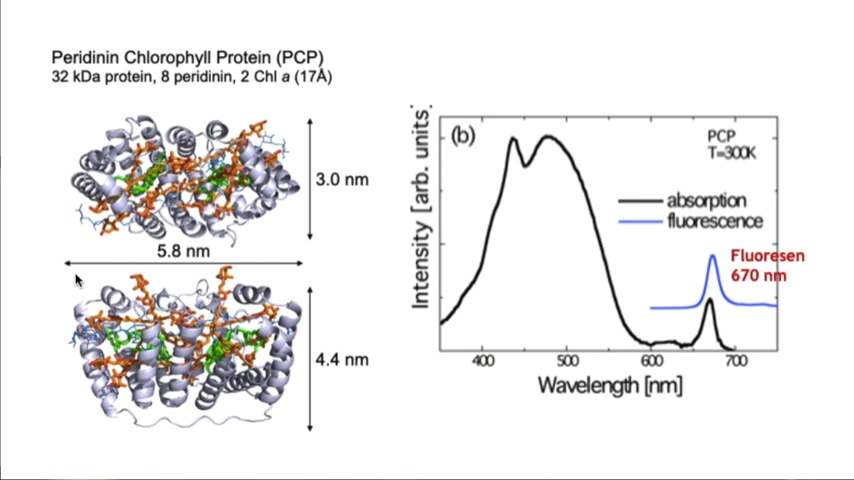 Peridinin Chlorophyll Protein (PCP)
32 kDa protein, 8 peridinin, 2 Chl a (17Å)
3.0 nm
5.8 nm
4.4 nm
(b)
PCP
T=300K
absorption
fluorescence
Fluoresen
670 nm
Intensity [arb. units]
400 500 600 700
Wavelength [nm]